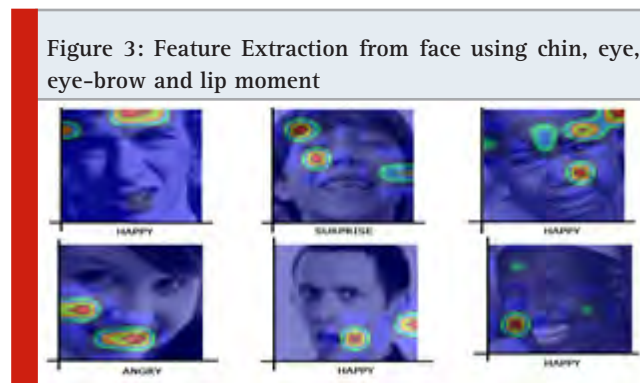 Figure 3: Feature Extraction from face using chin, eye,
eye-brow and lip moment
HAPPY
SURPRISE
HAPPY
ANGRY
HAPPY
HAPPY